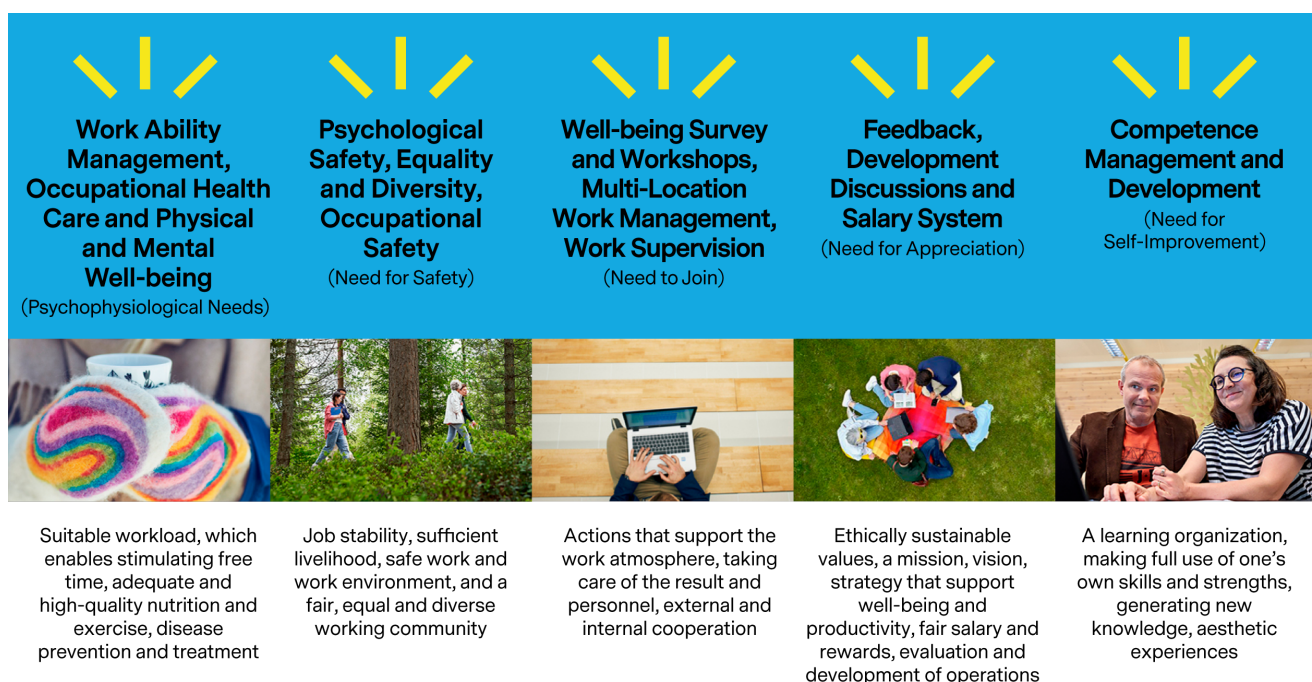 Work Ability
Management,
Occupational Health
Care and Physical
and Mental
Well-being
(Psychophysiological Needs)
Psychological
Safety, Equality
and Diversity,
Occupational
Safety
(Need for Safety)
Well-being Survey
and Workshops,
Multi-Location
Work Management,
Work Supervision
(Need to Join)
Feedback,
Development
Discussions and
Salary System
(Need for Appreciation)
Competence
Management and
Development
(Need for
Self-Improvement)
Suitable workload, which
enables stimulating free
time, adequate and
high-quality nutrition and
exercise, disease
prevention and treatment
Job stability, sufficient
livelihood, safe work and
work environment, and a
fair, equal and diverse
working community
Actions that support the
work atmosphere, taking
care of the result and
personnel, external and
internal cooperation
Ethically sustainable
values, a mission, vision,
strategy that support
well-being and
productivity, fair salary and
rewards, evaluation and
development of operations
A learning organization,
making full use of one’s
own skills and strengths,
generating new
knowledge, aesthetic
experiences